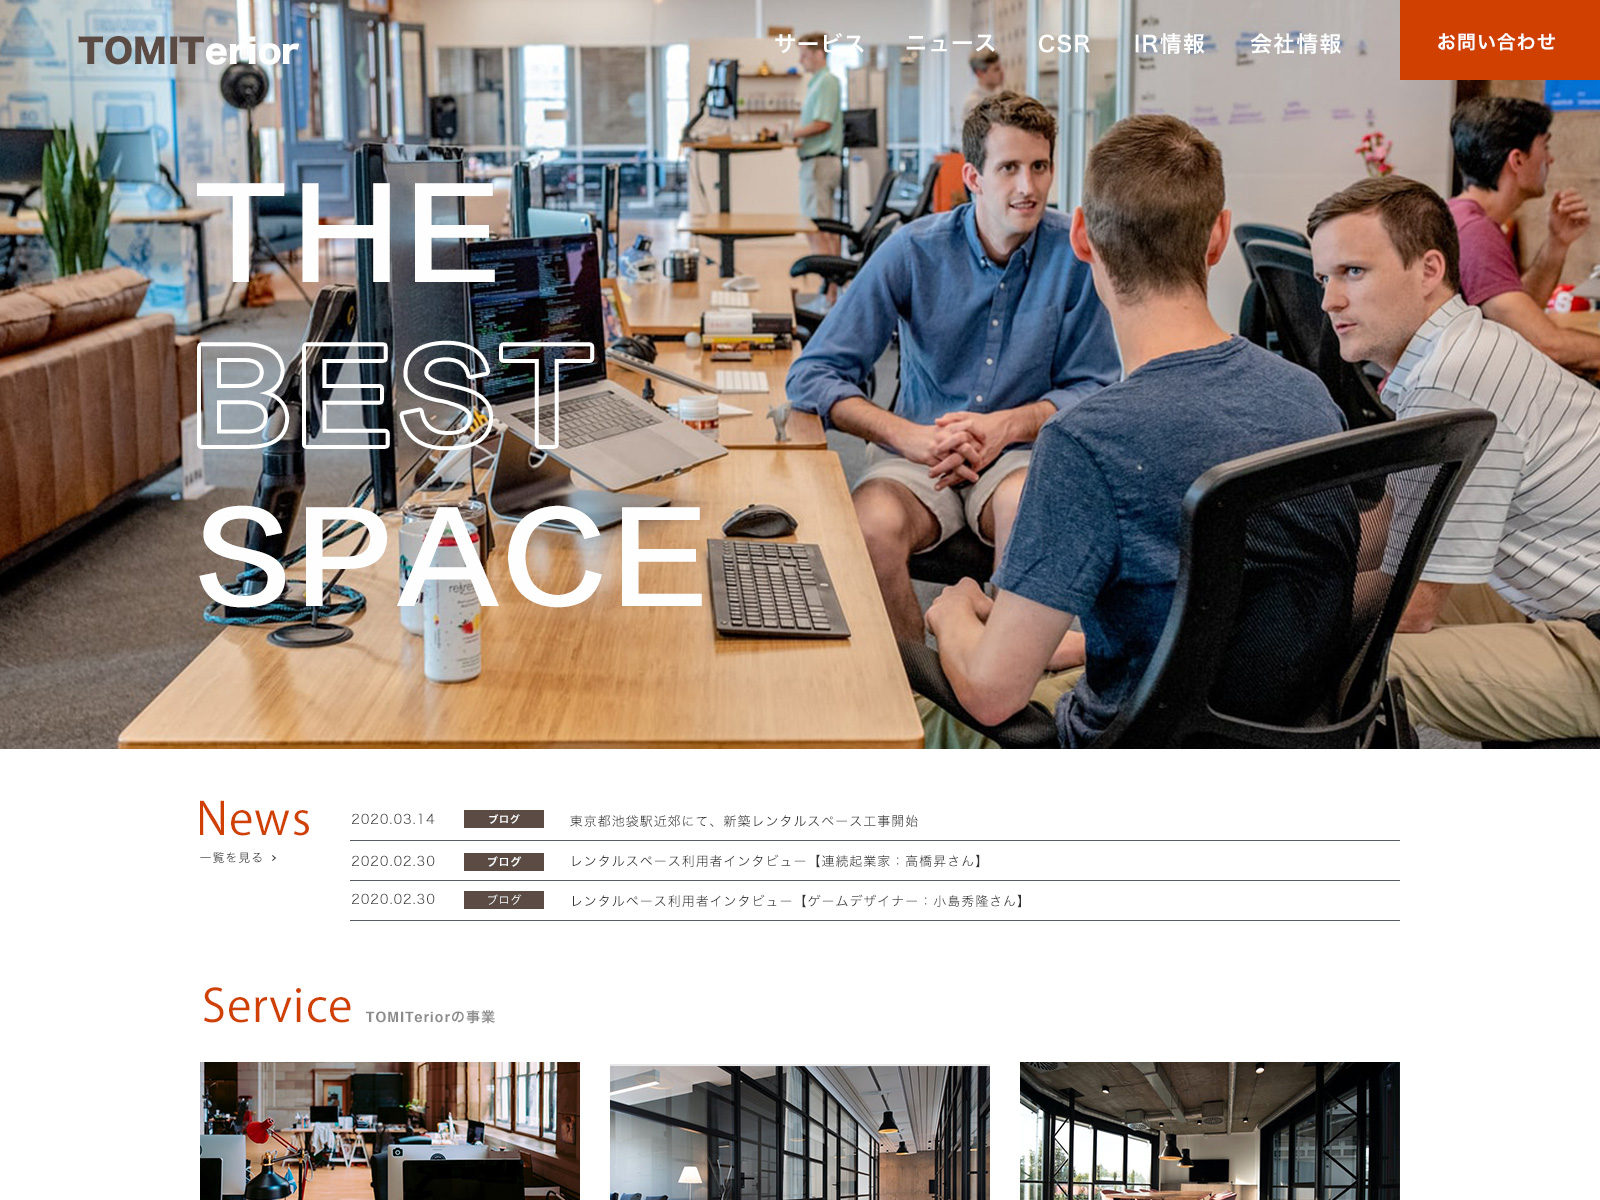 TOMITerior
サービス ニュース CSR IR情報 会社情報 お問い合わせ
THE
BEST
SPACE
News
一覧を見る ›
2020.03.14 ブログ 東京都池袋駅近郊にて、新築レンタルスペース工事開始
2020.02.30 ブログ レンタルスペース利用者インタビュー【連続起業家：高橋昇さん】
2020.02.30 ブログ レンタルペース利用者インタビュー【ゲームデザイナー：小島秀隆さん】
Service TOMITeriorの事業